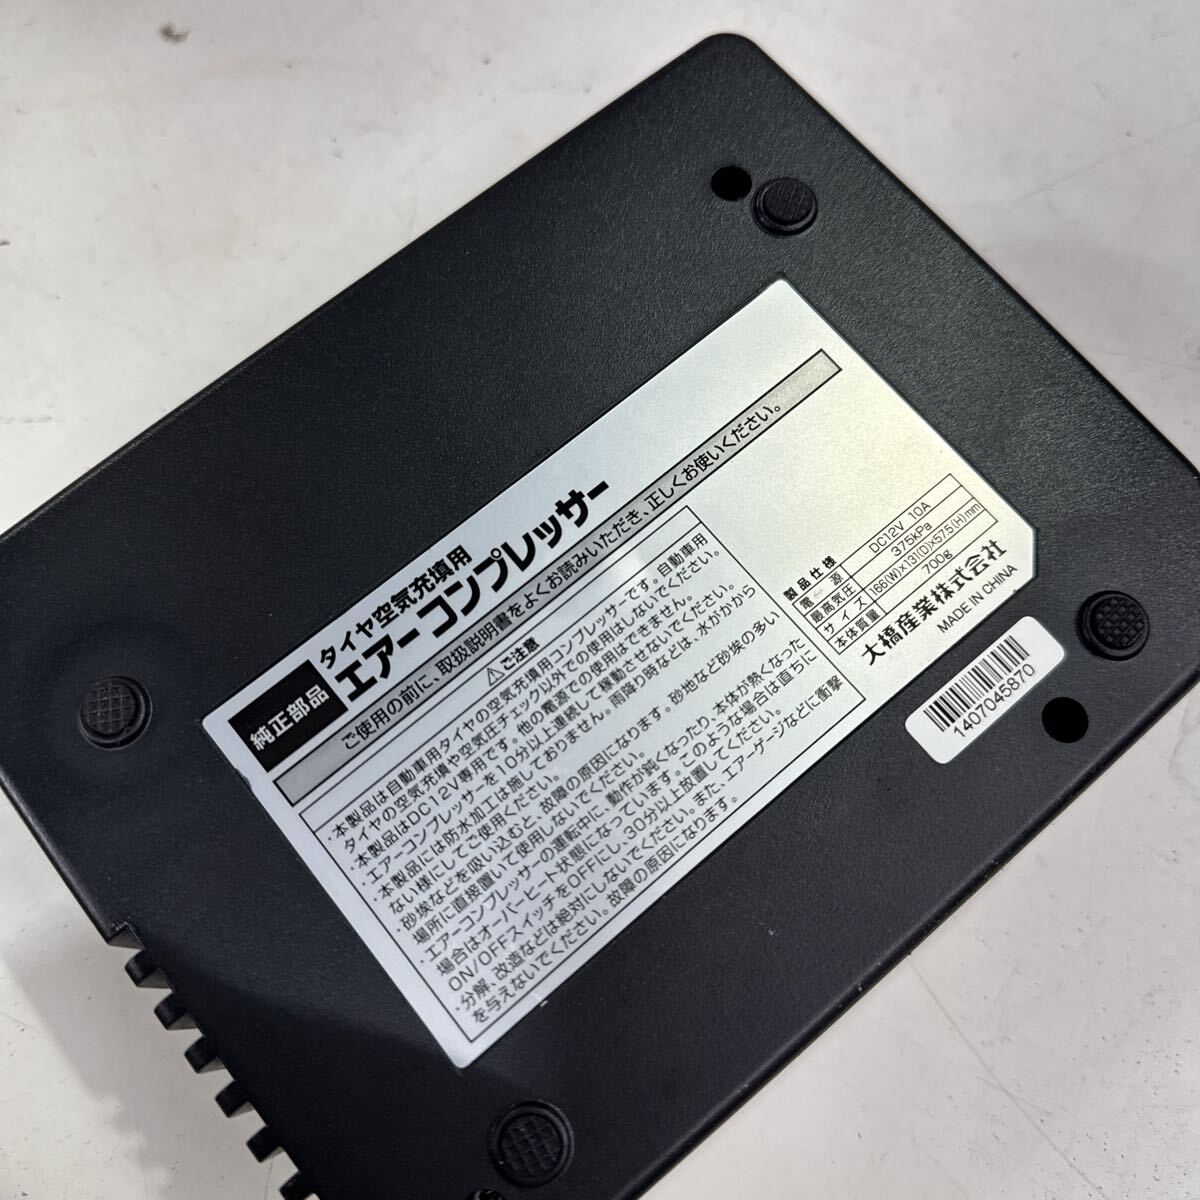 純正部品
タイヤ空気充填用
エアーコンプレッサー
ご使用の前に、取扱説明書をよくお読みいただき、正しくお使いください。
⚠ご注意
・本製品は自動車用タイヤの空気充填用コンプレッサーです。自動車用
タイヤの空気充填や空気圧チェック以外での使用はしないでください。
・本製品はDC12V専用です。他の電源での使用はできません。
・エアーコンプレッサーを10分以上連続して稼動させないでください。
・本製品には防水加工は施しておりません。雨降り時などは、水がかから
ない様にしてご使用ください。
・砂埃などを吸い込むと、故障の原因になります。砂地など砂埃の多い
場所に直接置いて使用しないでください。
・エアーコンプレッサーの運転中に、動作が鈍くなったり、本体が熱くなった
場合はオーバーヒート状態になっています。このような場合は直ちに
ON/OFFスイッチをOFFにし、30分以上放置してください。
・分解、改造などは絶対にしないでください。また、エアーゲージなどに衝撃
を与えないでください。故障の原因になります。
製品仕様
電源 DC12V 10A
最高気圧 375kPa
サイズ 166(W)×131(D)×57.5(H)mm
本体質量 700g
大橋産業株式会社
MADE IN CHINA
1407045870